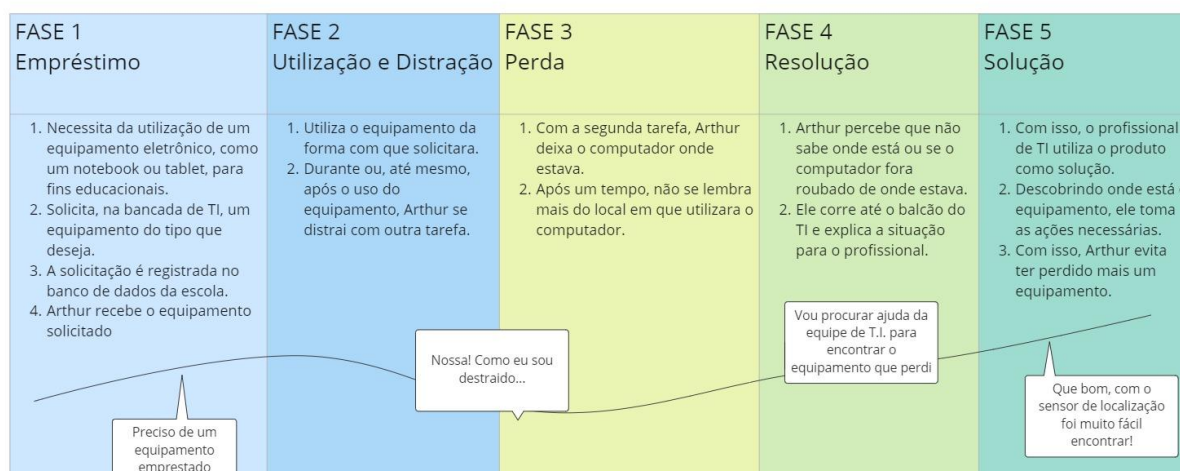 FASE 1
Empréstimo
FASE 2
Utilização e Distração
FASE 3
Perda
FASE 4
Resolução
FASE 5
Solução
1. Necessita da utilização de um
equipamento eletrônico, como
um notebook ou tablet, para
fins educacionais.
2. Solicita, na bancada de TI, um
equipamento do tipo que
deseja.
3. A solicitação é registrada no
banco de dados da escola.
4. Arthur recebe o equipamento
solicitado
1. Utiliza o equipamento da
forma com que solicitara.
2. Durante ou, até mesmo,
após o uso do
equipamento, Arthur se
distrai com outra tarefa.
1. Com a segunda tarefa, Arthur
deixa o computador onde
estava.
2. Após um tempo, não se lembra
mais do local em que utilizara o
computador.
1. Arthur percebe que não
sabe onde está ou se o
computador fora
roubado de onde estava.
2. Ele corre até o balcão do
TI e explica a situação
para o profissional.
1. Com isso, o profissional
de TI utiliza o produto
como solução.
2. Descobrindo onde está
equipamento, ele toma
as ações necessárias.
3. Com isso, Arthur evita
ter perdido mais um
equipamento.
Preciso de um
equipamento
emprestado
Nossa! Como eu sou
destraido...
Vou procurar ajuda da
equipe de T.I. para
encontrar o
equipamento que perdi
Que bom, com o
sensor de localização
foi muito fácil
encontrar!